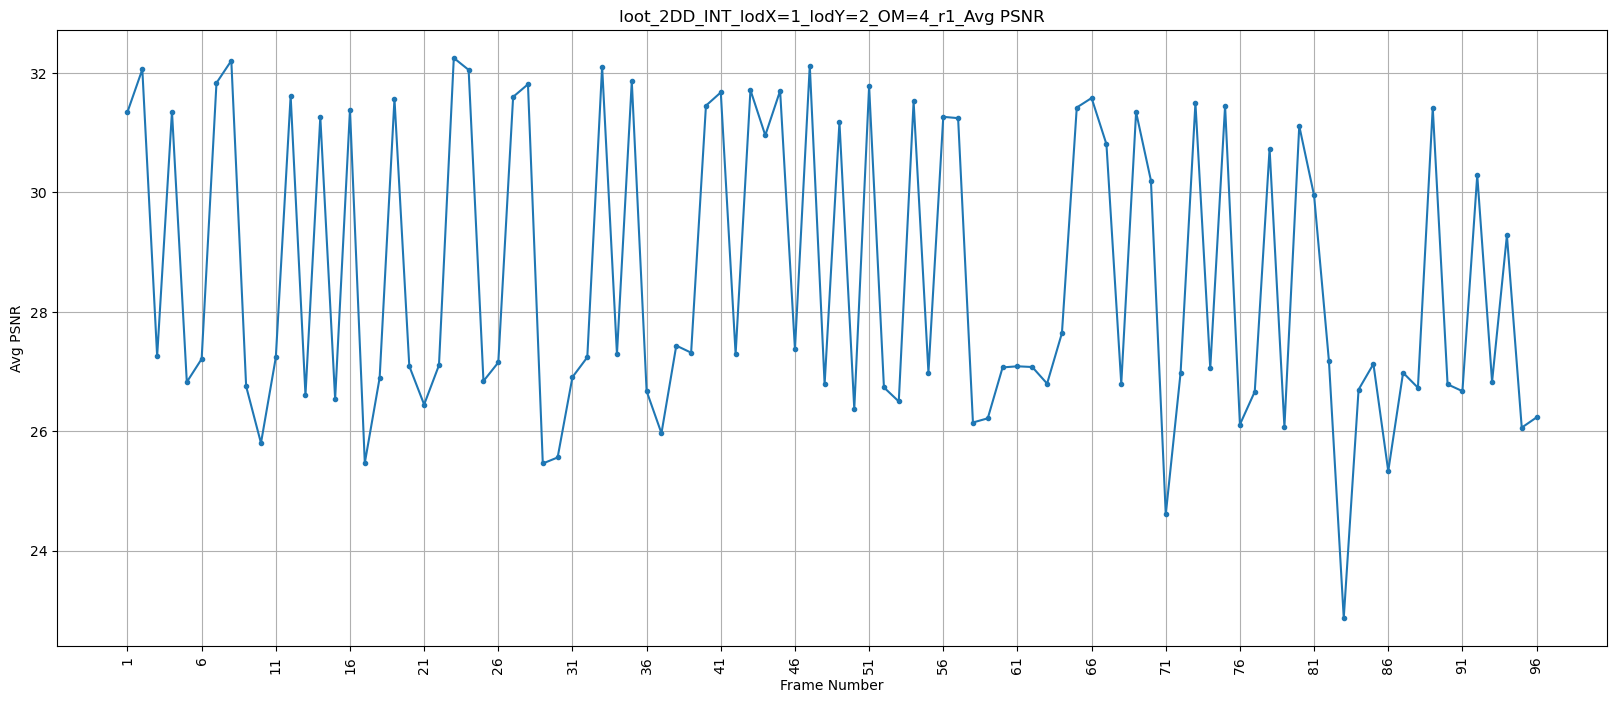 loot_2DD_INT_lodX=1_lodY=2_OM=4_r1_Avg PSNR
Avg PSNR
32
30
28
26
24
1 6 11 16 21 26 31 36 41 46 51 56 61 66 71 76 81 86 91 96
Frame Number